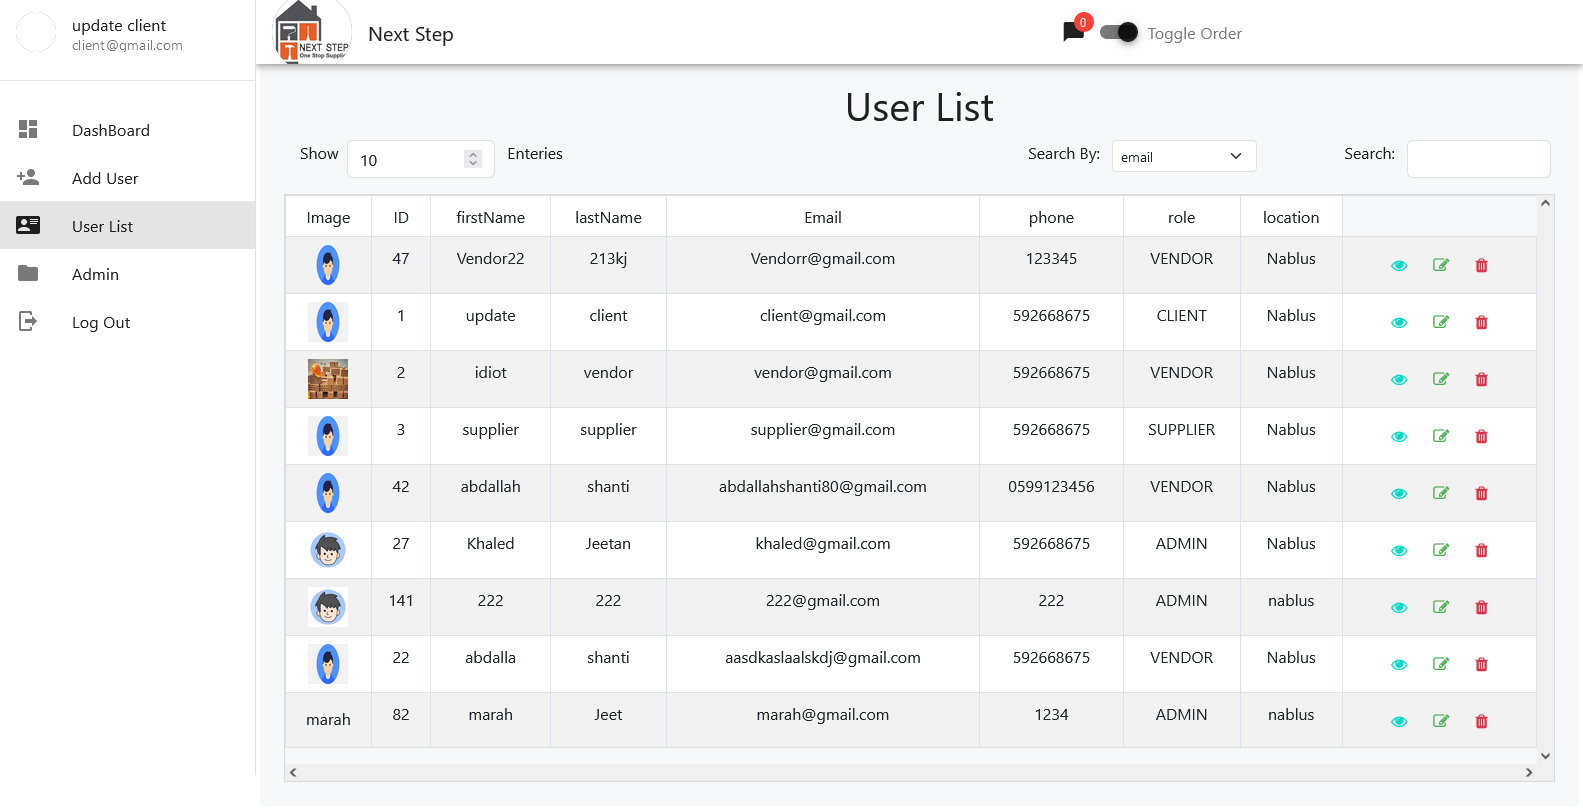 update client
client@gmail.com
NEXT STEP
One Stop Supplie
Next Step
0
Toggle Order
DashBoard
Add User
User List
Admin
Log Out
User List
Show 10 Enteries Search By: email Search:
Image ID firstName lastName Email phone role location
47 Vendor22 213kj Vendorr@gmail.com 123345 VENDOR Nablus
1 update client client@gmail.com 592668675 CLIENT Nablus
2 idiot vendor vendor@gmail.com 592668675 VENDOR Nablus
3 supplier supplier supplier@gmail.com 592668675 SUPPLIER Nablus
42 abdallah shanti abdallahshanti80@gmail.com 0599123456 VENDOR Nablus
27 Khaled Jeetan khaled@gmail.com 592668675 ADMIN Nablus
141 222 222 222@gmail.com 222 ADMIN nablus
22 abdalla shanti aasdkaslaalskdj@gmail.com 592668675 VENDOR Nablus
marah 82 marah Jeet marah@gmail.com 1234 ADMIN nablus